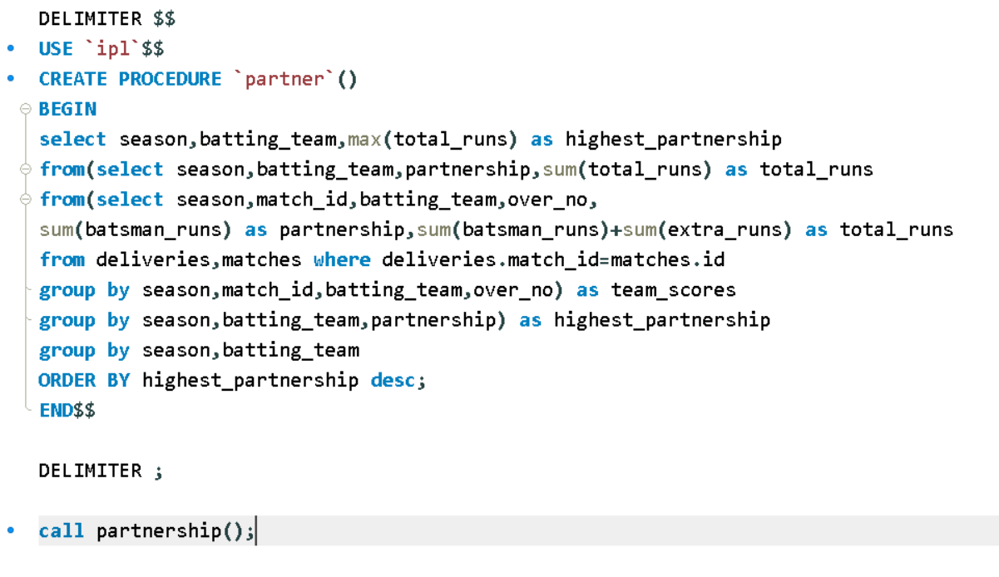 DELIMITER $$
USE `ipl`$$
CREATE PROCEDURE `partner`()
BEGIN
select season,batting_team,max(total_runs) as highest_partnership
from(select season,batting_team,partnership,sum(total_runs) as total_runs
from(select season,match_id,batting_team,over_no,
sum(batsman_runs) as partnership,sum(batsman_runs)+sum(extra_runs) as total_runs
from deliveries,matches where deliveries.match_id=matches.id
group by season,match_id,batting_team,over_no) as team_scores
group by season,batting_team,partnership) as highest_partnership
group by season,batting_team
ORDER BY highest_partnership desc;
END$$
DELIMITER ;
call partnership();